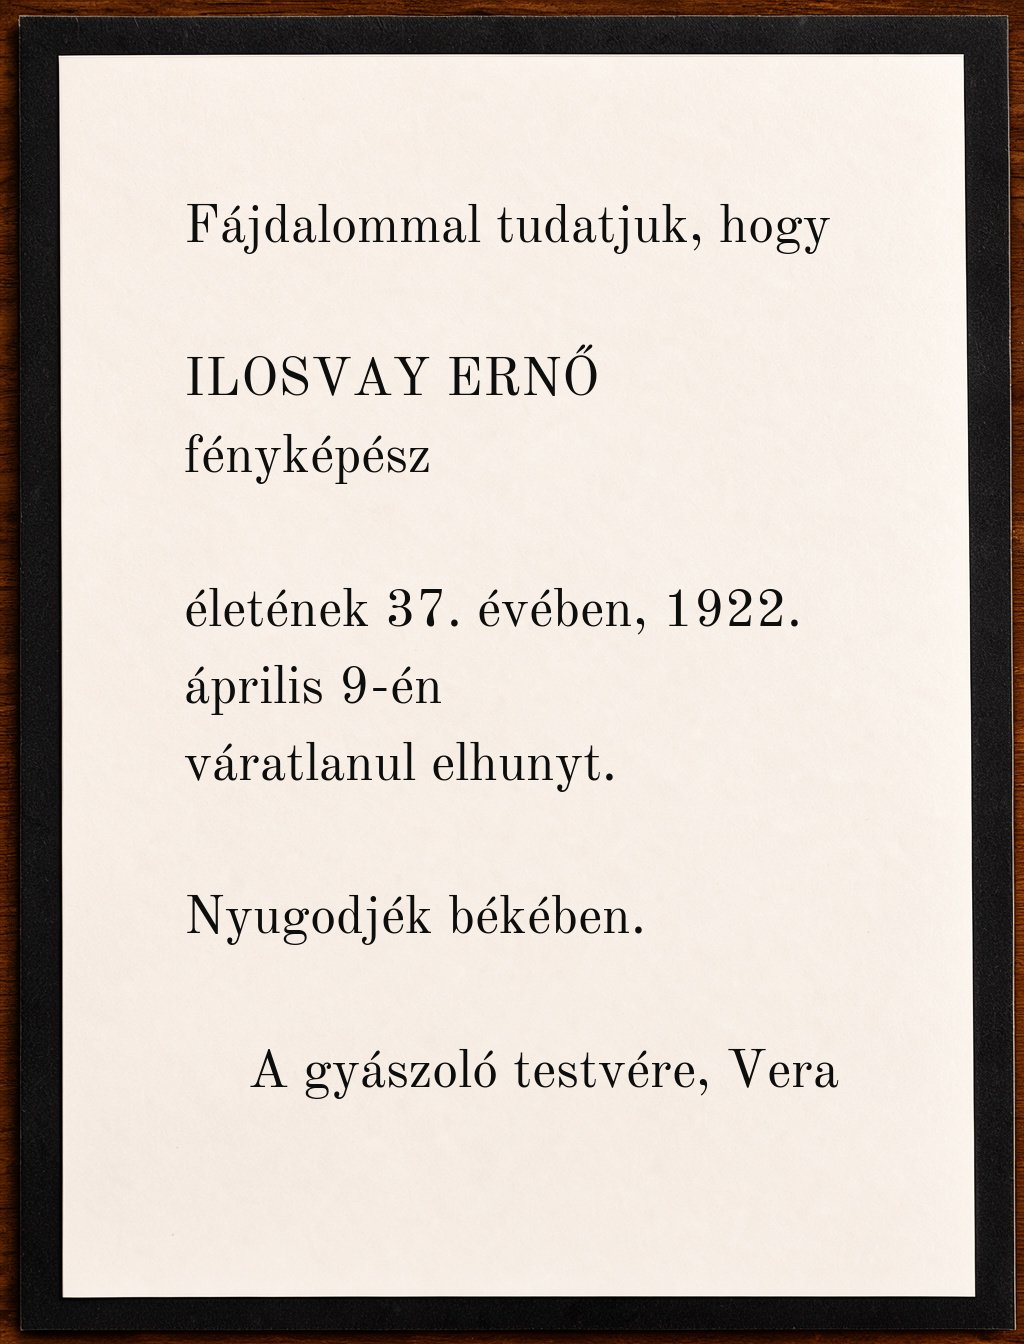 Fájdalommal tudatjuk, hogy
ILOSVAY ERNŐ
fényképész
életének 37. évében, 1922.
április 9-én
váratlanul elhunyt.
Nyugodjék békében.
A gyászoló testvére, Vera